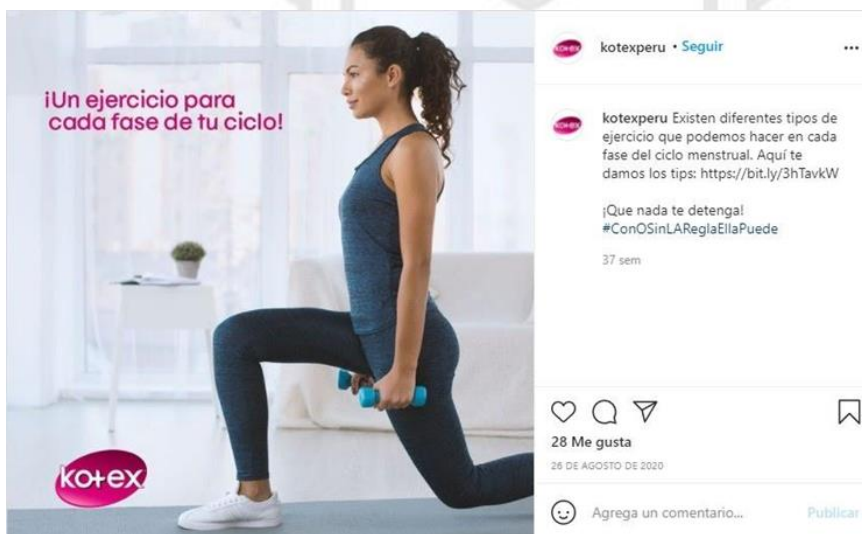 ¡Un ejercicio para
cada fase de tu ciclo!
kotex
kotex
kotexperu • Seguir
kotex
kotexperu Existen diferentes tipos de
ejercicio que podemos hacer en cada
fase del ciclo menstrual. Aquí te
damos los tips: https://bit.ly/3hTavkW
¡Que nada te detenga!
#ConOSinLAReglaEllaPuede
37 sem
28 Me gusta
26 DE AGOSTO DE 2020
Agrega un comentario...
Publicar